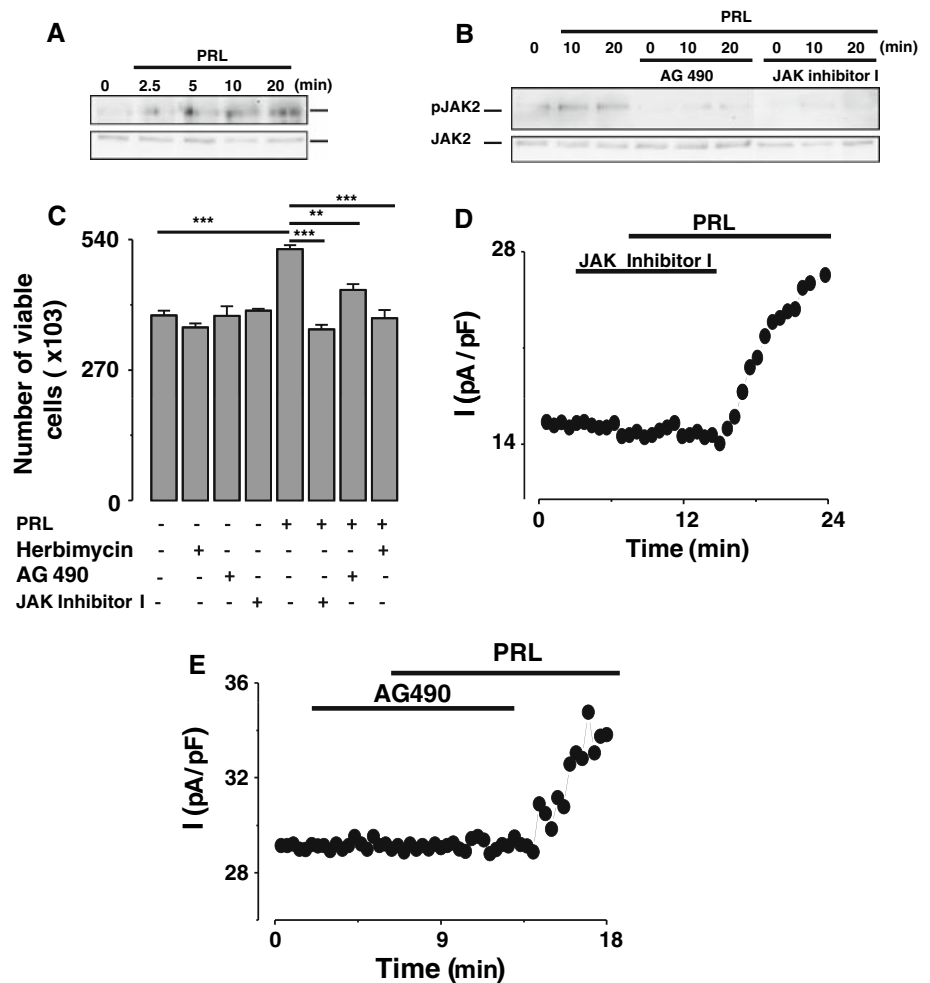 A
PRL
0 2.5 5 10 20 (min)
B
PRL
0 10 20 0 10 20 0 10 20 (min)
AG 490 JAK inhibitor I
pJAK2
JAK2
C
***
**
***
***
540
270
0
Number of viable
cells ( x103)
PRL - - - - + + + +
Herbimycin - + - - - - - +
AG 490 - - + - - - + -
JAK Inhibitor I - - - + - + - -
D
PRL
JAK Inhibitor I
28
14
I (pA/pF)
0 12 24
Time (min)
E
PRL
AG490
36
32
28
I (pA/pF)
0 9 18
Time (min)